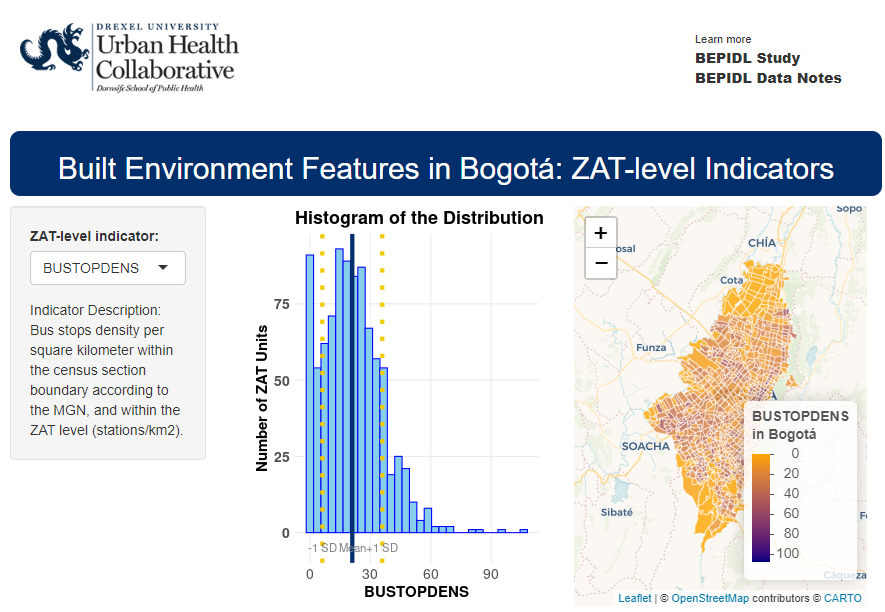 DREXEL UNIVERSITY
Urban Health
Collaborative
Dornsife School of Public Health
Learn more
BEPIDL Study
BEPIDL Data Notes
Built Environment Features in Bogotá: ZAT-level Indicators
ZAT-level indicator:
BUSTOPDENS
Indicator Description:
Bus stops density per
square kilometer within
the census section
boundary according to
the MGN, and within the
ZAT level (stations/km2).
Histogram of the Distribution
Number of ZAT Units
75
50
25
0
-1 SD Mean +1 SD
0 30 60 90
BUSTOPDENS
+
−
Sopo
osal
CHÍA
Cota
Funza
SOACHA
Sibaté
Cáqueza
BUSTOPDENS
in Bogotá
0
20
40
60
80
100
Leaflet | © OpenStreetMap contributors © CARTO